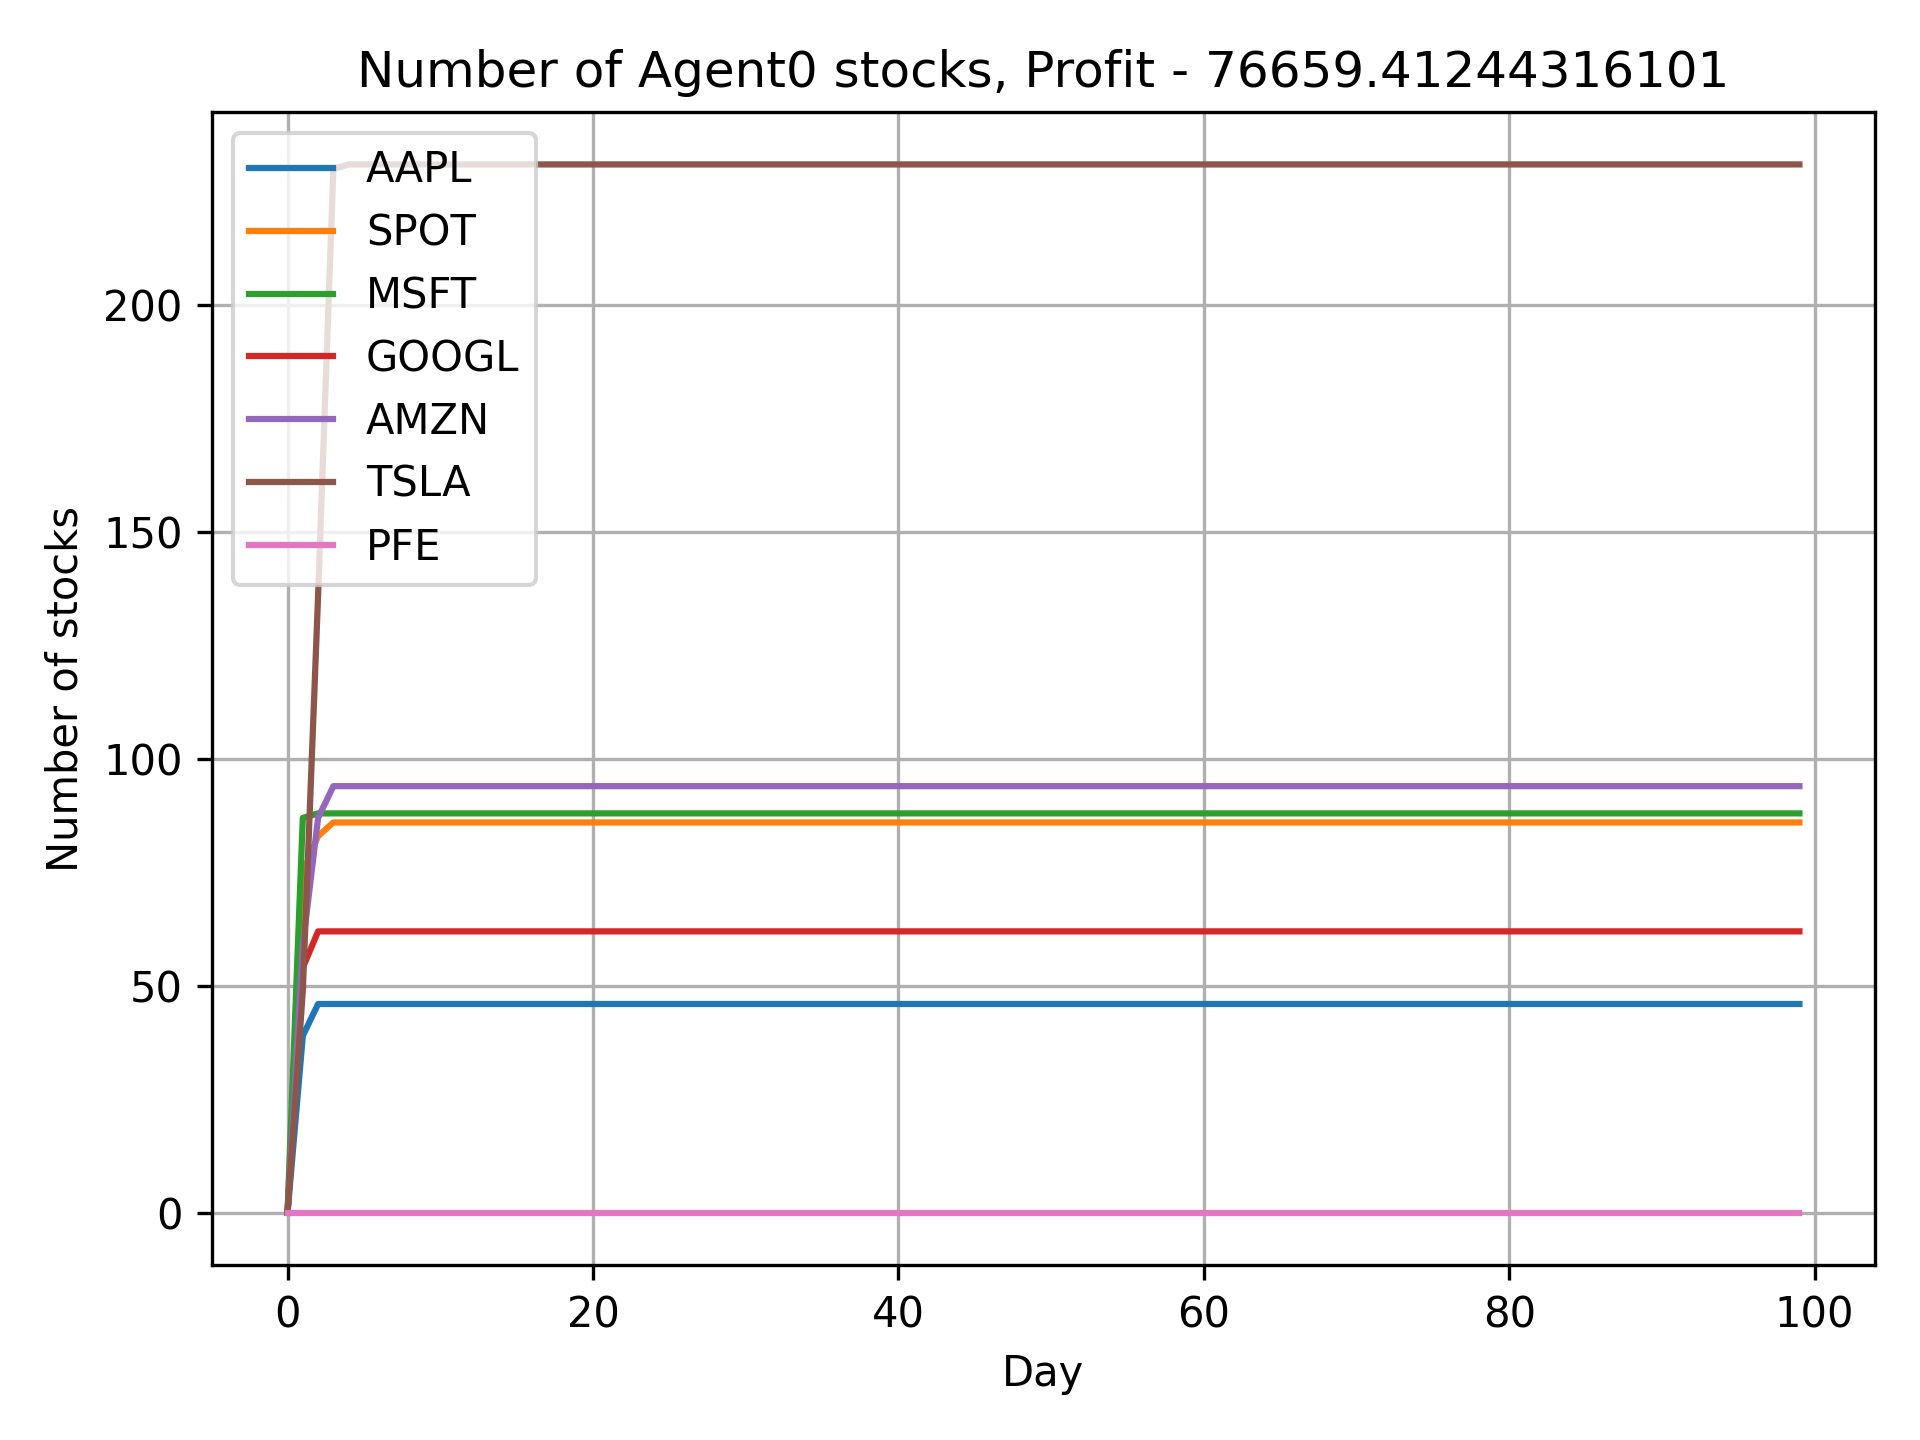 Number of Agent0 stocks, Profit - 76659.41244316101
AAPL
SPOT
MSFT
GOOGL
AMZN
TSLA
PFE
200
150
100
50
0
Number of stocks
0 20 40 60 80 100
Day